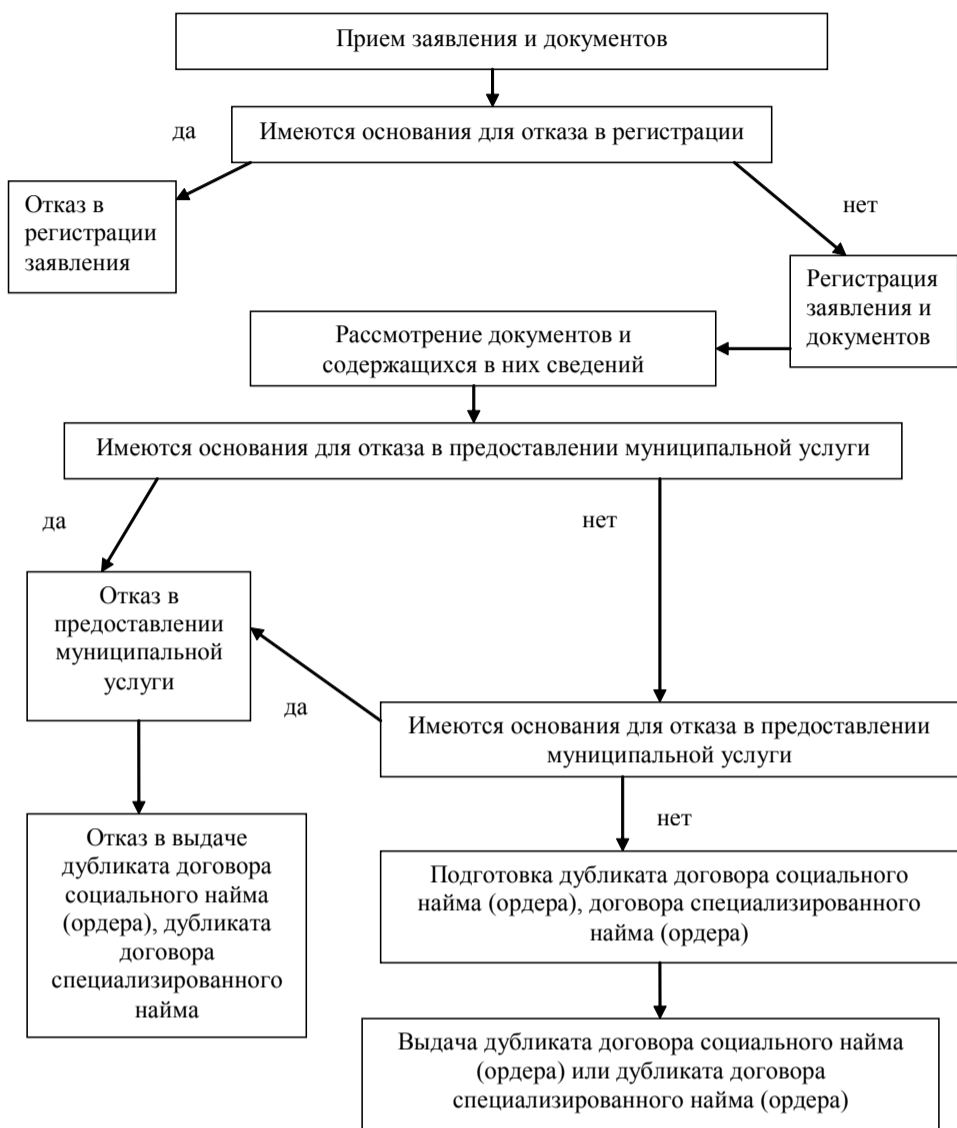 Прием заявления и документов
да
Имеются основания для отказа в регистрации
Отказ в
регистрации
заявления
нет
Регистрация
заявления и
документов
Рассмотрение документов и
содержащихся в них сведений
Имеются основания для отказа в предоставлении муниципальной услуги
да
нет
Отказ в
предоставлении
муниципальной
услуги
да
Имеются основания для отказа в предоставлении
муниципальной услуги
нет
Отказ в выдаче
дубликата договора
социального найма
(ордера), дубликата
договора
специализированного
найма
Подготовка дубликата договора социального
найма (ордера), договора специализированного
найма (ордера)
Выдача дубликата договора социального найма
(ордера) или дубликата договора
специализированного найма (ордера)